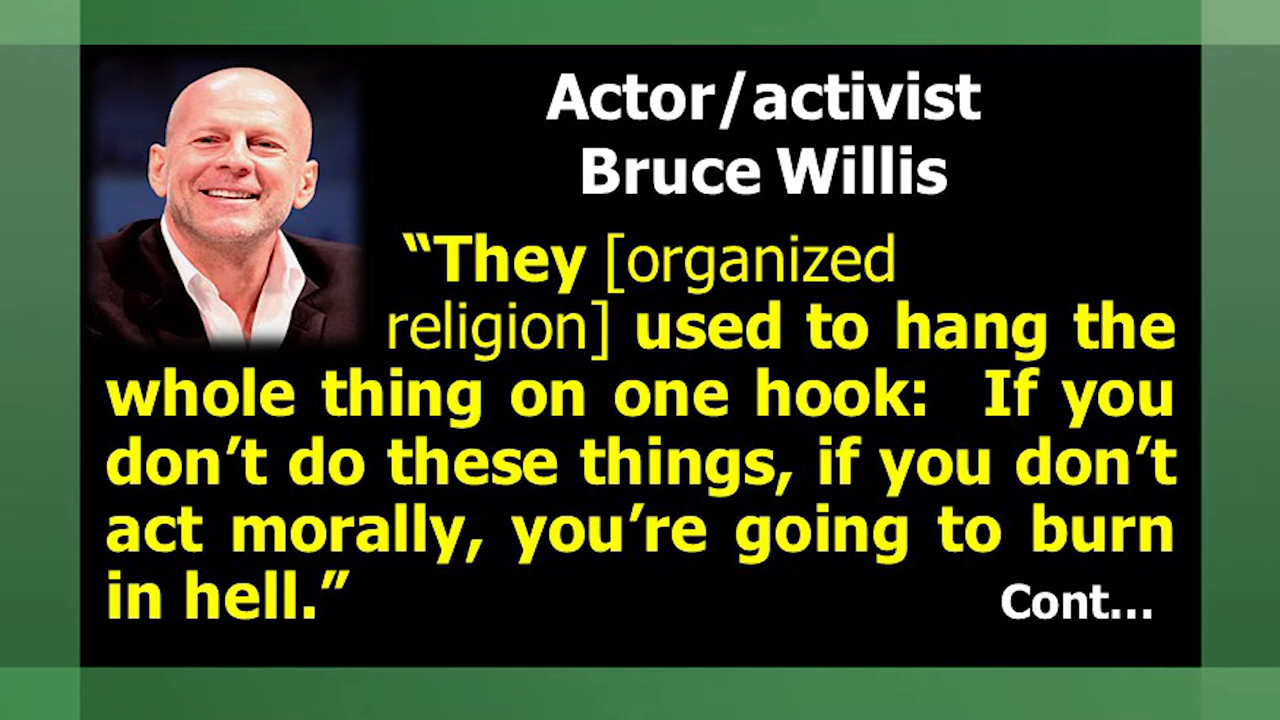 Actor/activist
Bruce Willis
“They [organized
religion] used to hang the
whole thing on one hook:  If you
don’t do these things, if you don’t
act morally, you’re going to burn
in hell.”
Cont...